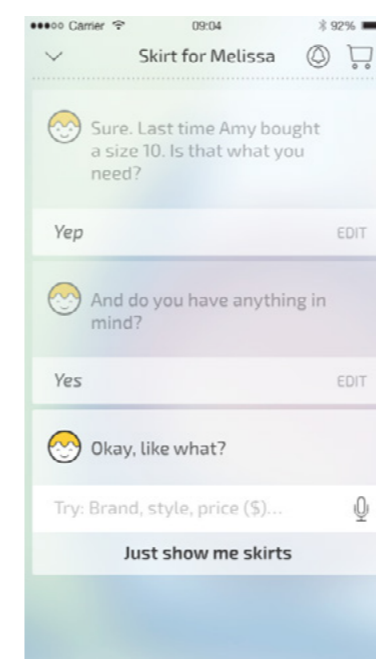 Carrier 09:04 92%
Skirt for Melissa
Sure. Last time Amy bought
a size 10. Is that what you
need?
Yep EDIT
And do you have anything in
mind?
Yes EDIT
Okay, like what?
Try: Brand, style, price ($)...
Just show me skirts